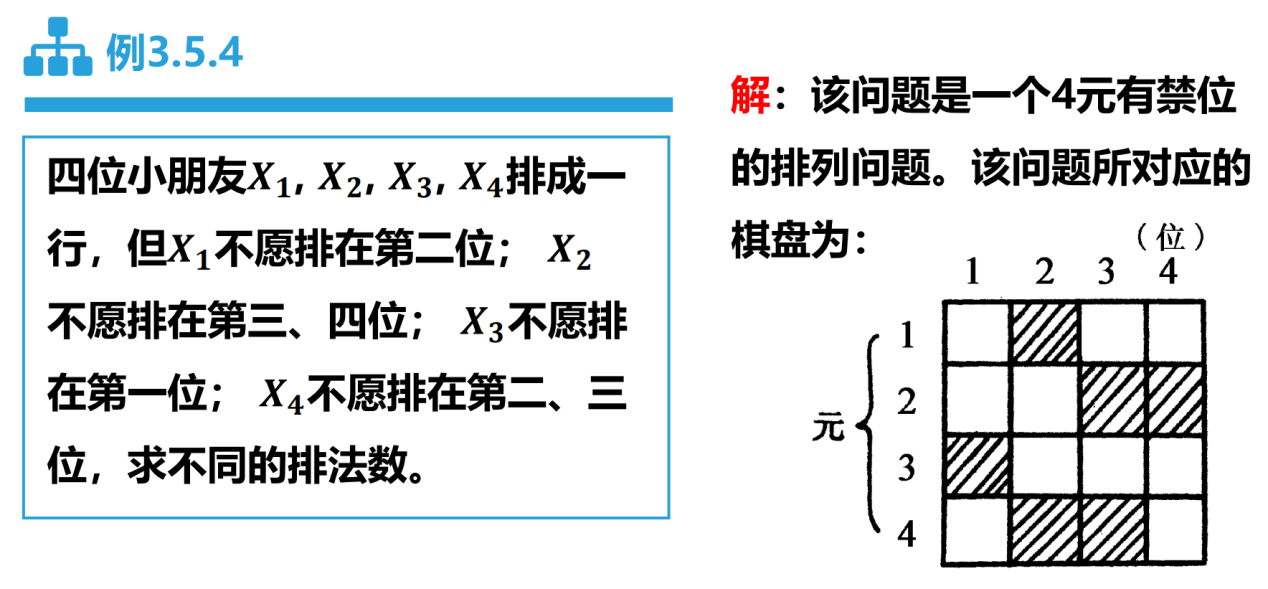 例3.5.4
四位小朋友X₁, X₂, X₃, X₄排成一
行，但X₁不愿排在第二位； X₂
不愿排在第三、四位； X₃不愿排
在第一位； X₄不愿排在第二、三
位，求不同的排法数。
解：该问题是一个4元有禁位
的排列问题。该问题所对应的
棋盘为：
（位）
1 2 3 4
元
1
2
3
4